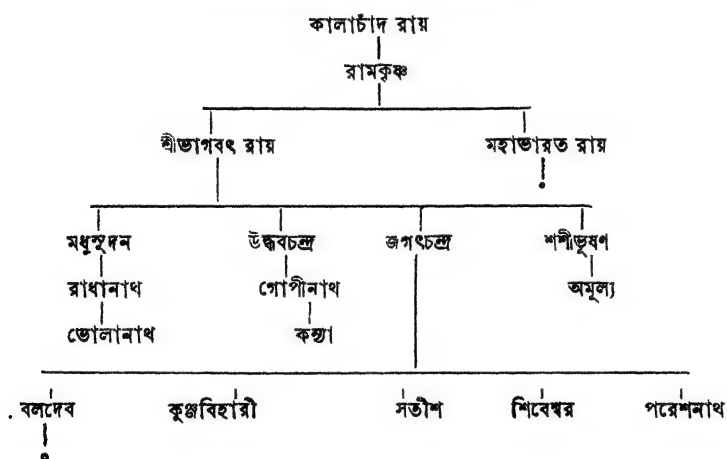 কালাচাঁদ রায়
রামকৃষ্ণ
শ্রীভাগবৎ রায় মহাভারত রায়
মধুসূদন উদ্ধবচন্দ্র জগৎচন্দ্র শশীভূষণ
রাধানাথ গোপীনাথ অমূল্য
ভোলানাথ কন্যা
বলদেব কুঞ্জবিহারী সতীশ শিবেশ্বর পরেশনাথ